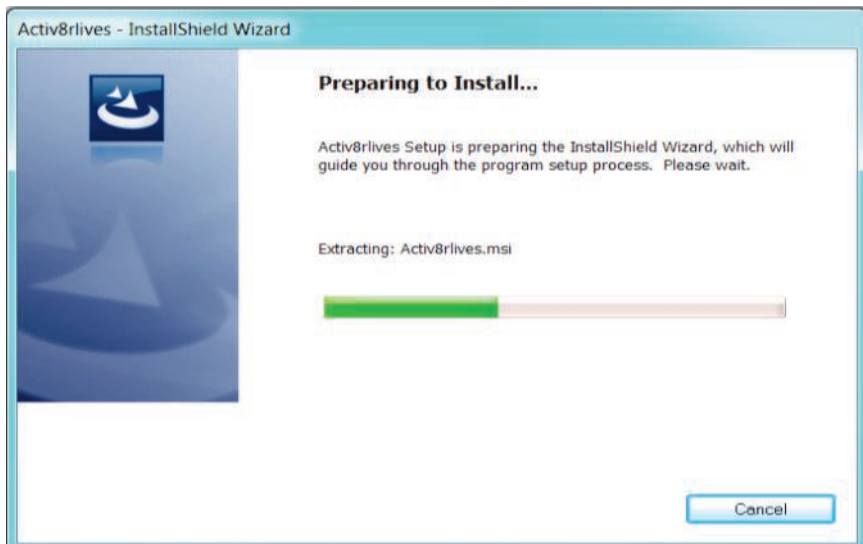 Activ8rlives - InstallShield Wizard
Preparing to Install...
Activ8rlives Setup is preparing the InstallShield Wizard, which will
guide you through the program setup process.  Please wait.
Extracting: Activ8rlives.msi
Cancel